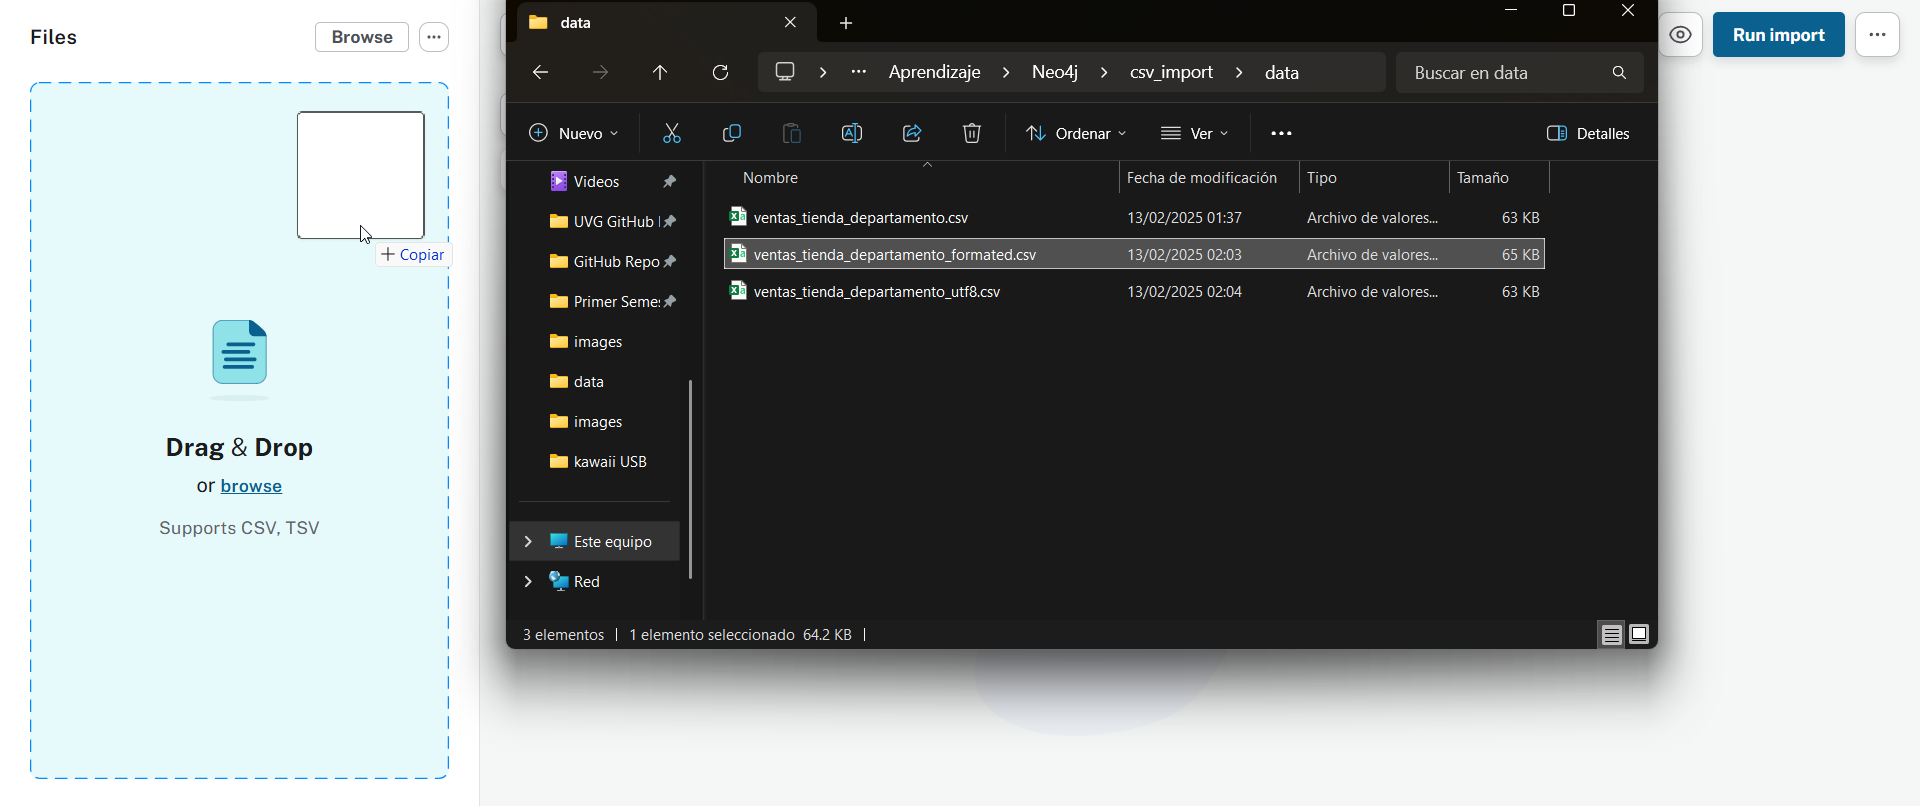 Files
Browse
Copiar
Drag & Drop
or browse
Supports CSV, TSV
data
Aprendizaje > Neo4j > csv_import > data
Buscar en data
Nuevo
Ordenar
Ver
Detalles
Videos
UVG GitHub
GitHub Repo
Primer Seme
images
data
images
kawaii USB
Este equipo
Red
Nombre Fecha de modificación Tipo Tamaño
ventas_tienda_departamento.csv 13/02/2025 01:37 Archivo de valores... 63 KB
ventas_tienda_departamento_formated.csv 13/02/2025 02:03 Archivo de valores... 65 KB
ventas_tienda_departamento_utf8.csv 13/02/2025 02:04 Archivo de valores... 63 KB
3 elementos | 1 elemento seleccionado 64.2 KB |
Run import